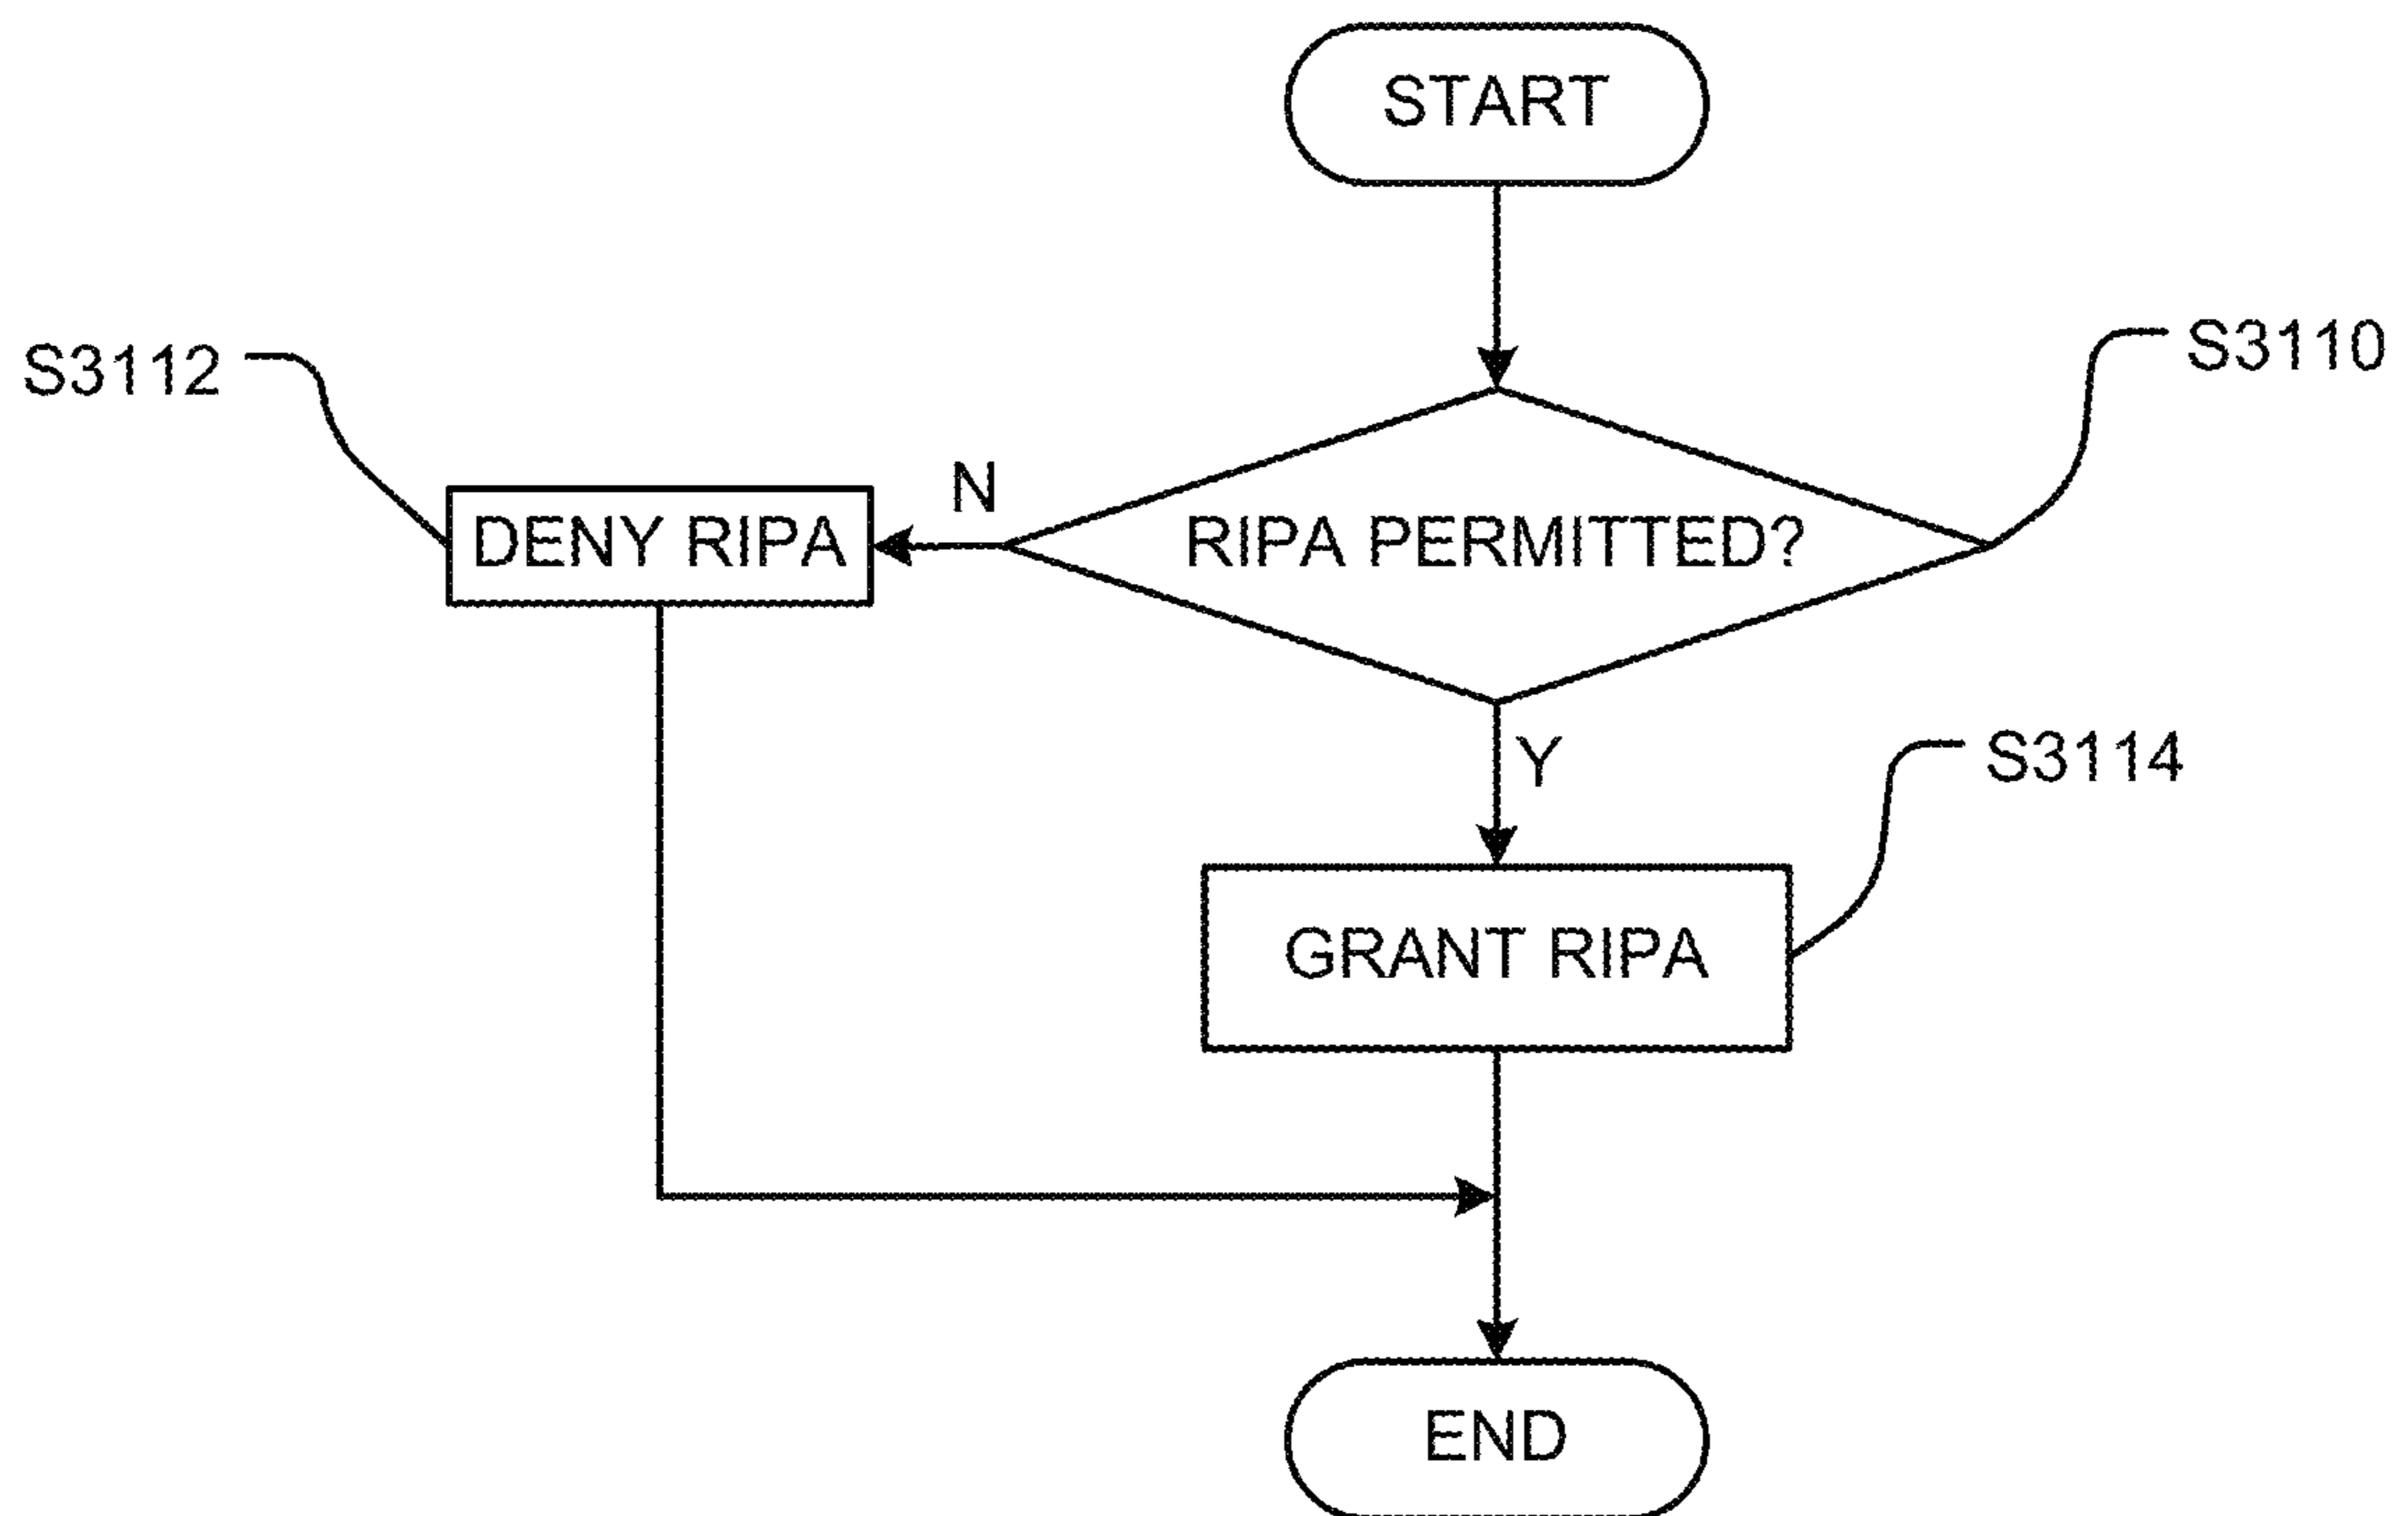 START
S3110
S3112
N
DENY RIPA
RIPA PERMITTED?
Y
S3114
GRANT RIPA
END